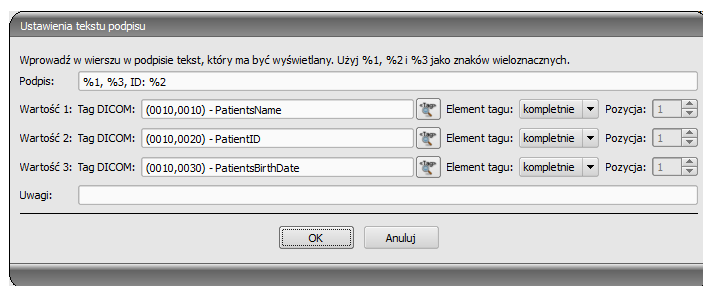 Ustawienia tekstu podpisu
Wprowadź w wierszu w podpisie tekst, który ma być wyświetlany. Użyj %1, %2 i %3 jako znaków wieloznacznych.
Podpis: %1, %3, ID: %2
Wartość 1: Tag DICOM: (0010,0010) - PatientsName Element tagu: kompletnie Pozycja: 1
Wartość 2: Tag DICOM: (0010,0020) - PatientID Element tagu: kompletnie Pozycja: 1
Wartość 3: Tag DICOM: (0010,0030) - PatientsBirthDate Element tagu: kompletnie Pozycja: 1
Uwagi:
OK Anuluj